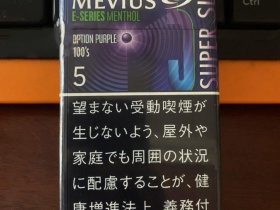 Ctrl
MEVIUS
E-SERIES MENTHOL
OPTION PURPLE
100's
5
望まない受動喫煙が
生じないよう、屋外や
家庭でも周囲の状況
に配慮することが、健
康増進法上、義務付